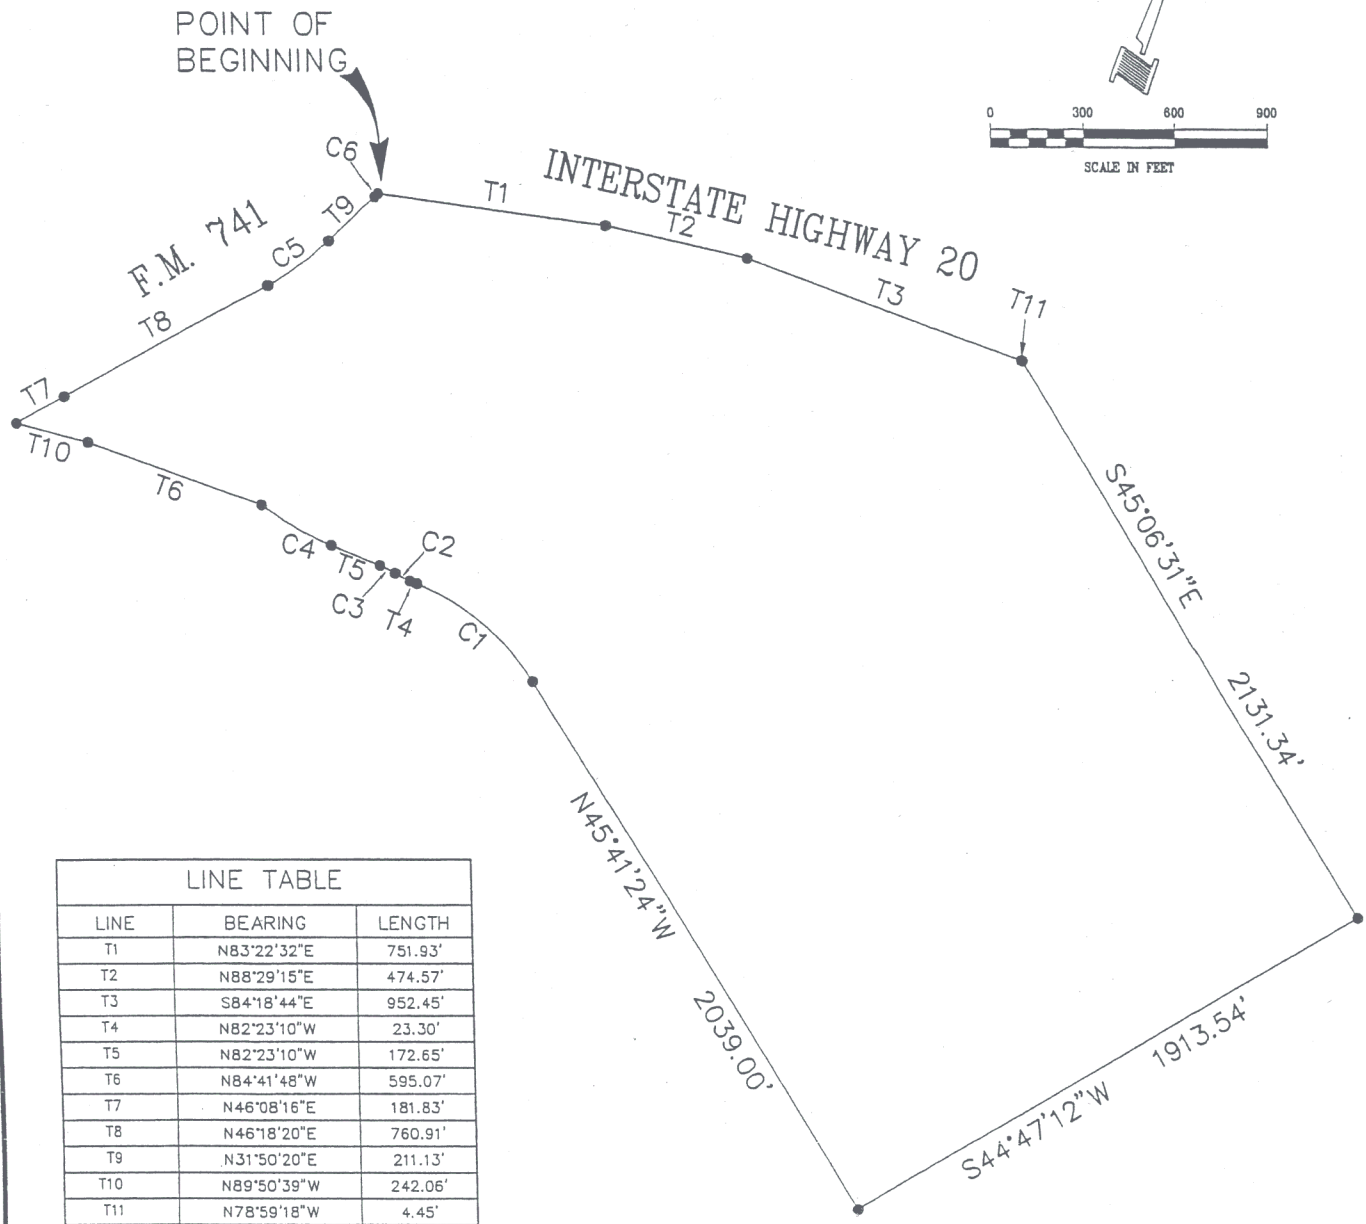 POINT OF
BEGINNING
0 300 600 900
SCALE IN FEET
C6
T9
C5
F.M. 741
T8
T7
T10
T6
C4
T5
C3
C2
T4
C1
T1
INTERSTATE HIGHWAY 20
T2
T3
T11
S45°06'31"E 2131.34'
N45°41'24"W 2039.00'
S44°47'12"W 1913.54'
LINE TABLE
LINE BEARING LENGTH
T1 N83°22'32"E 751.93'
T2 N88°29'15"E 474.57'
T3 S84°18'44"E 952.45'
T4 N82°23'10"W 23.30'
T5 N82°23'10"W 172.65'
T6 N84°41'48"W 595.07'
T7 N46°08'16"E 181.83'
T8 N46°18'20"E 760.91'
T9 N31°50'20"E 211.13'
T10 N89°50'39"W 242.06'
T11 N78°59'18"W 4.45'